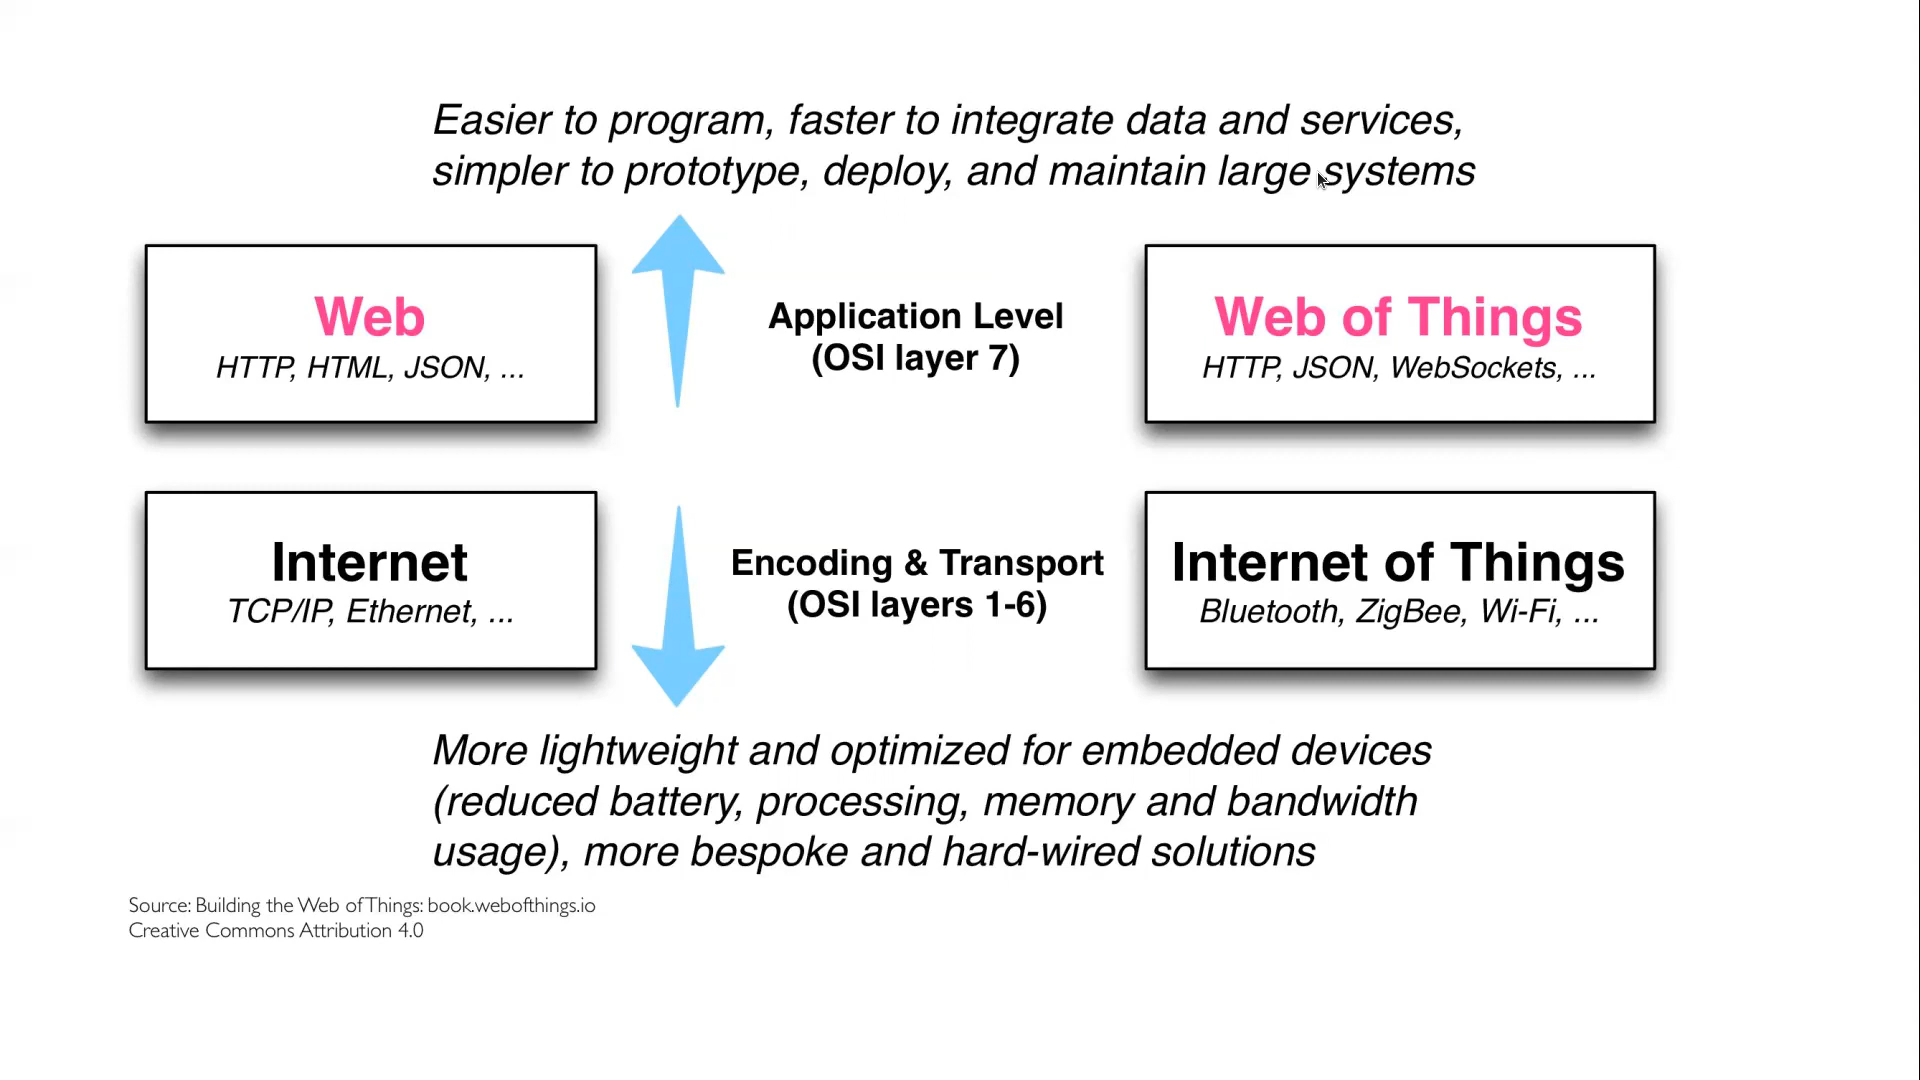 Easier to program, faster to integrate data and services,
simpler to prototype, deploy, and maintain large systems
Web
HTTP, HTML, JSON, ...
Application Level
(OSI layer 7)
Web of Things
HTTP, JSON, WebSockets, ...
Internet
TCP/IP, Ethernet, ...
Encoding & Transport
(OSI layers 1-6)
Internet of Things
Bluetooth, ZigBee, Wi-Fi, ...
More lightweight and optimized for embedded devices
(reduced battery, processing, memory and bandwidth
usage), more bespoke and hard-wired solutions
Source: Building the Web of Things: book.webofthings.io
Creative Commons Attribution 4.0